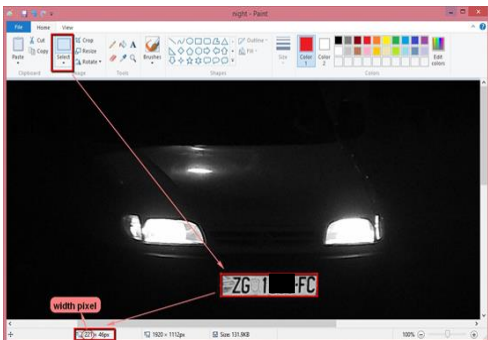 night - Paint
File Home View
Paste
Cut
Copy
Clipboard
Select
Crop
Resize
Rotate
Image
Tools
Brushes
Shapes
Outline
Fill
Size
Color 1
Color 2
Edit colors
Colors
ZG 1 FC
width pixel
221 × 46px
1920 × 1112px
Size: 131.9KB
100%